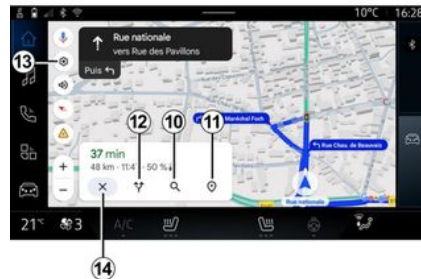 10°C 16:28
Rue nationale
vers Rue des Pavillons
Puis
13
Maréchal Foch
Rue Chau. de Beauvais
12 10 11
37 min
48 km - 11:41 - 50 %
Rue nationale
21°C 3 A/C
14